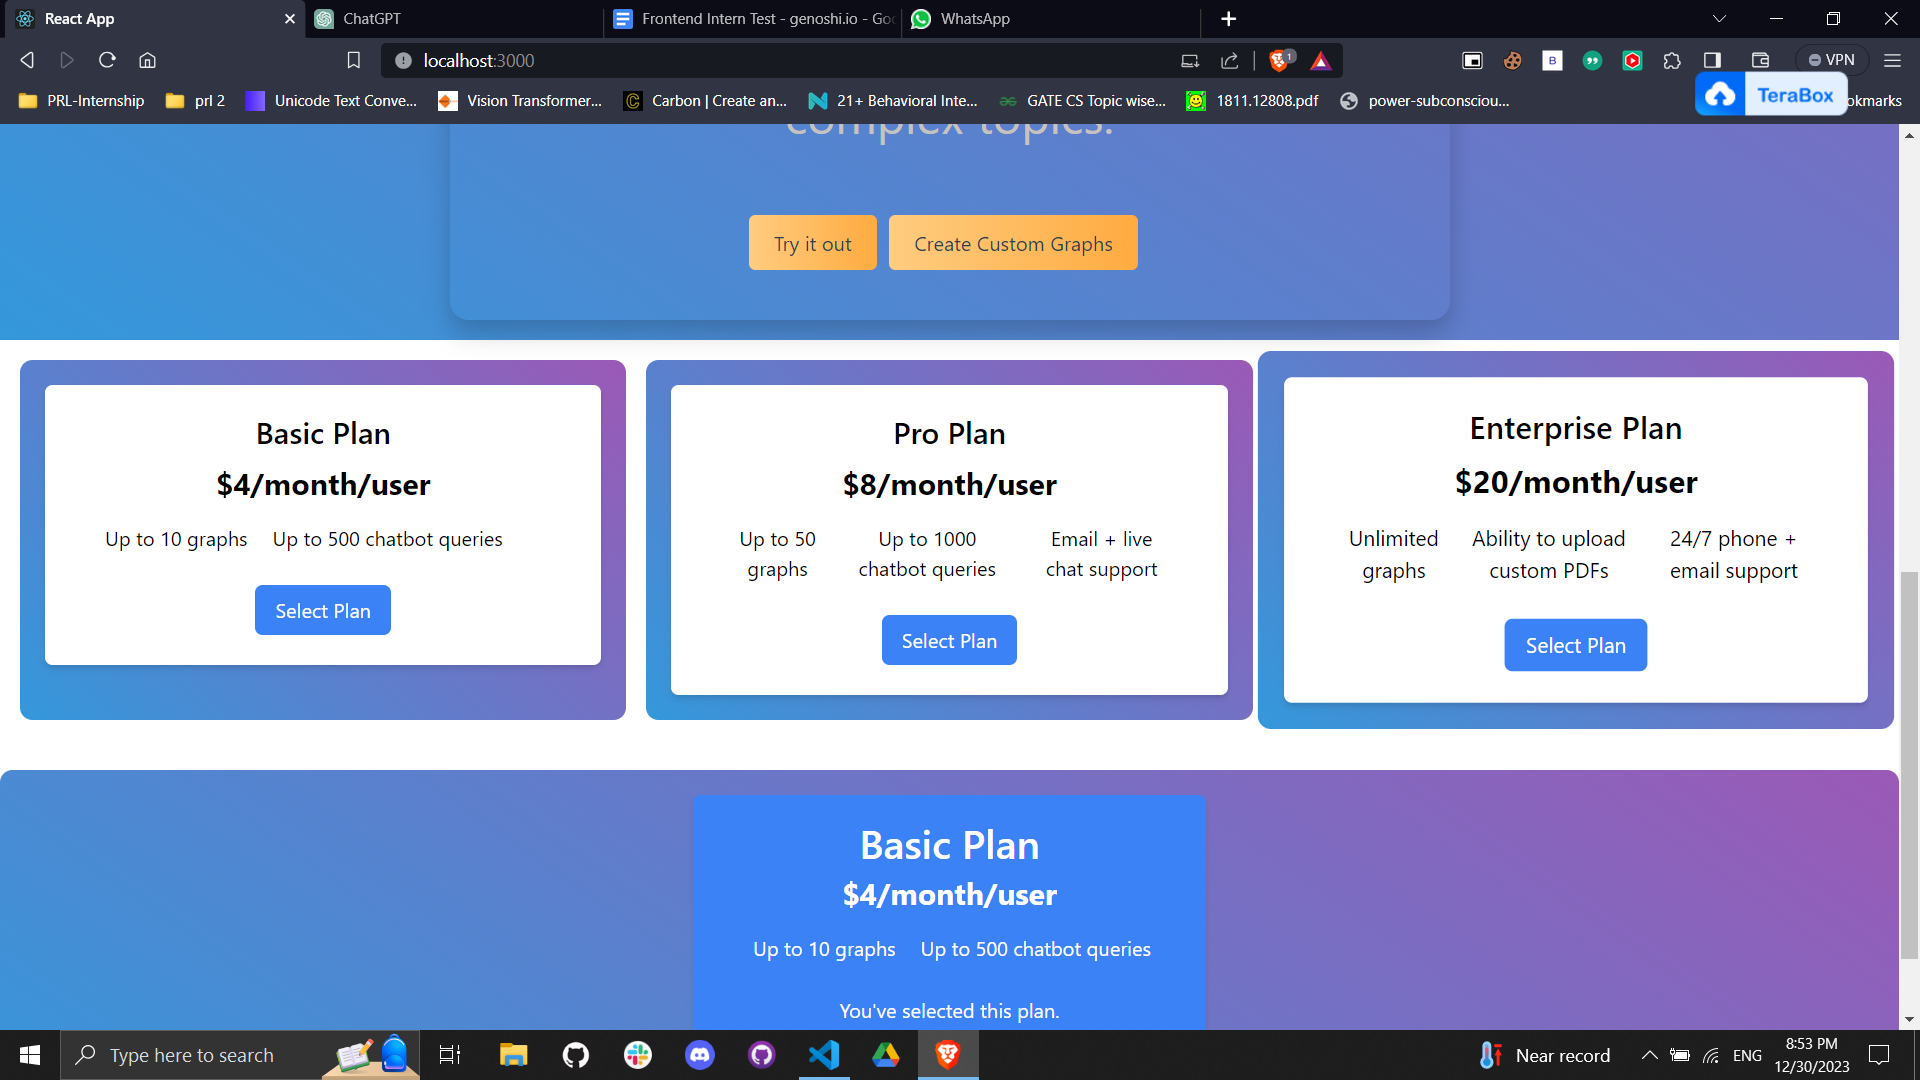 React App
ChatGPT
Frontend Intern Test - genoshi.io - Goo
WhatsApp
localhost:3000
1
B
VPN
PRL-Internship
prl 2
Unicode Text Conve...
Vision Transformer...
Carbon | Create an...
21+ Behavioral Inte...
GATE CS Topic wise...
1811.12808.pdf
power-subconsciou...
TeraBox
okmarks
complex topics.
Try it out
Create Custom Graphs
Basic Plan
$4/month/user
Up to 10 graphs
Up to 500 chatbot queries
Select Plan
Pro Plan
$8/month/user
Up to 50
graphs
Up to 1000
chatbot queries
Email + live
chat support
Select Plan
Enterprise Plan
$20/month/user
Unlimited
graphs
Ability to upload
custom PDFs
24/7 phone +
email support
Select Plan
Basic Plan
$4/month/user
Up to 10 graphs
Up to 500 chatbot queries
You've selected this plan.
Type here to search
Near record
ENG
8:53 PM
12/30/2023